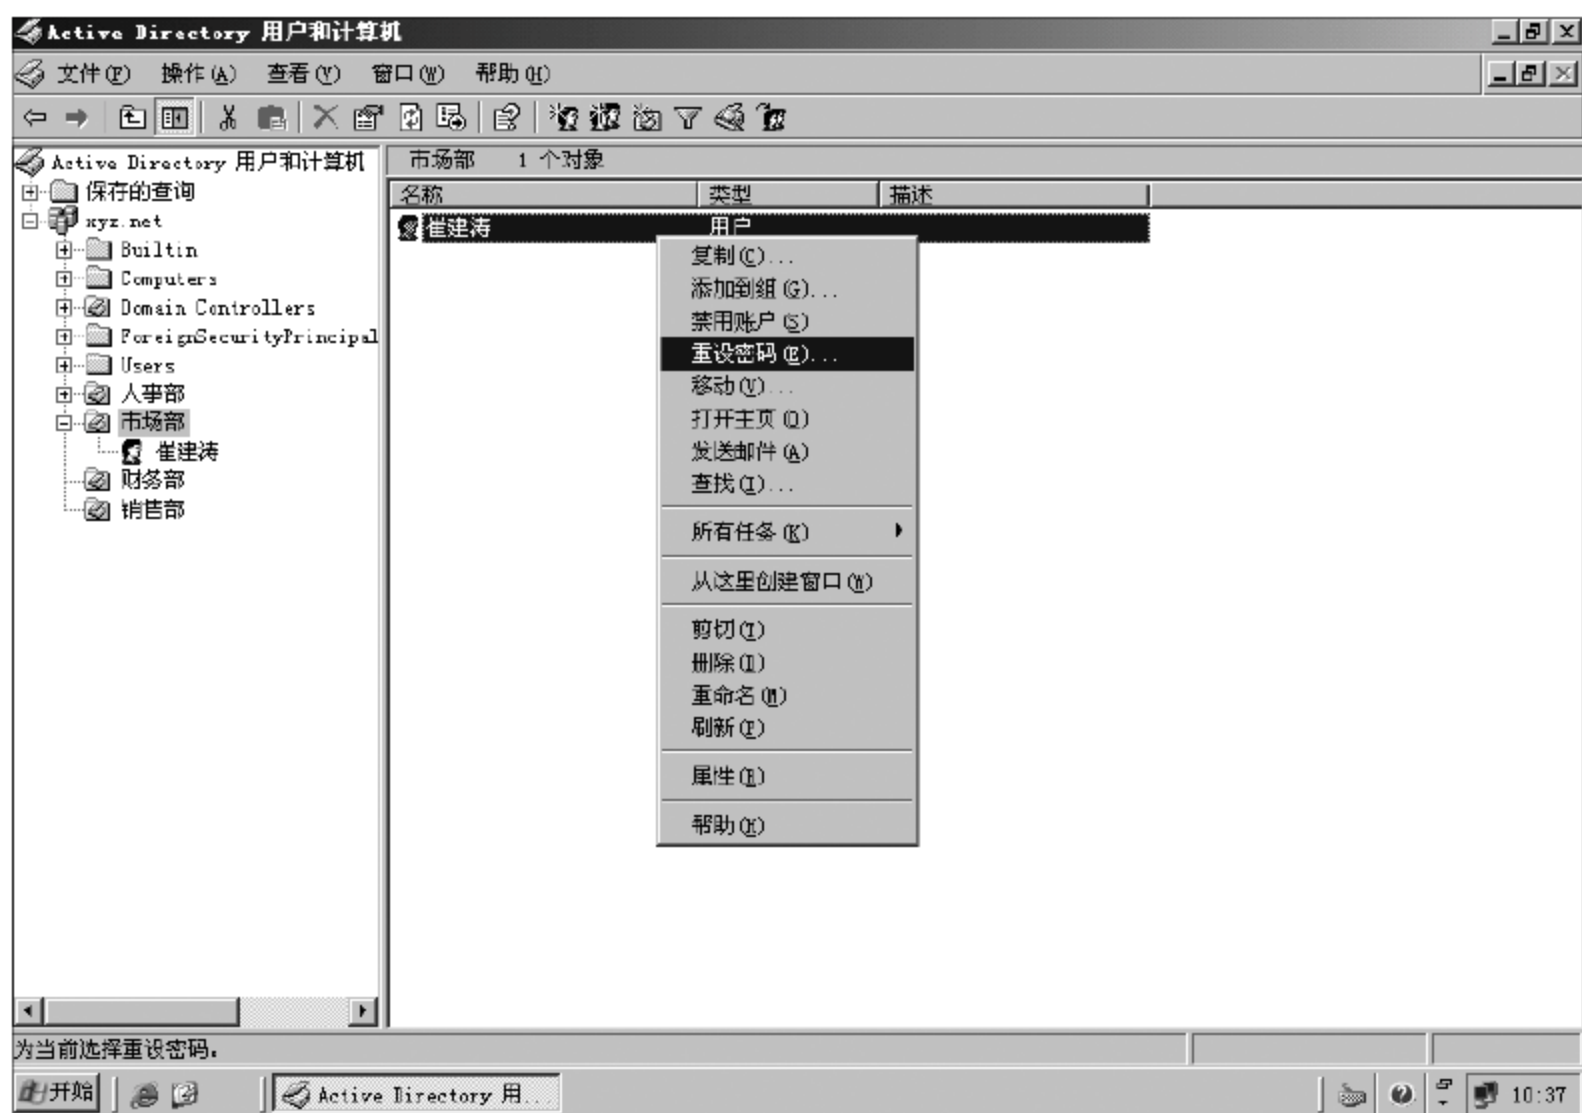 Active Directory 用户和计算机
文件(F) 操作(A) 查看(V) 窗口(W) 帮助(H)
Active Directory 用户和计算机
保存的查询
xyz.net
Builtin
Computers
Domain Controllers
ForeignSecurityPrincipal
Users
人事部
市场部
崔建涛
财务部
销售部
市场部 1 个对象
名称 类型 描述
崔建涛 用户
复制(C)...
添加到组(G)...
禁用账户(S)
重设密码(E)...
移动(V)...
打开主页(O)
发送邮件(A)
查找(I)...
所有任务(K)
从这里创建窗口(W)
剪切(T)
删除(D)
重命名(M)
刷新(F)
属性(R)
帮助(H)
为当前选择重设密码。
开始 Active Directory 用... 10:37